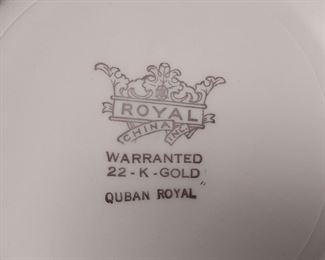 ROYAL
CHINA INC.
WARRANTED
22-K-GOLD
QUBAN ROYAL